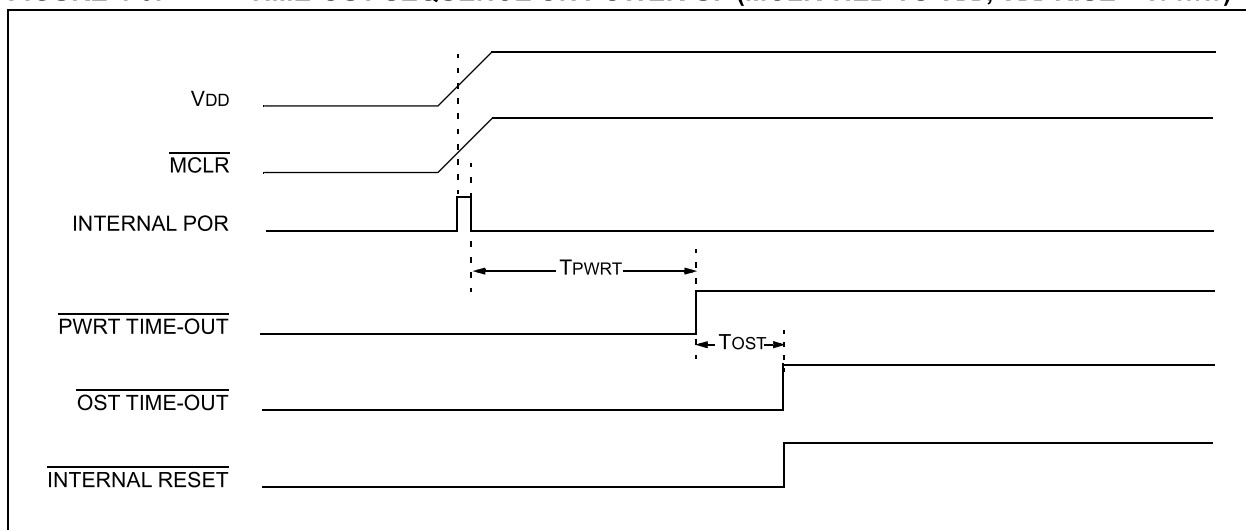 VDD
MCLR
INTERNAL POR
TPWRT
PWRT TIME-OUT
TOST
OST TIME-OUT
INTERNAL RESET